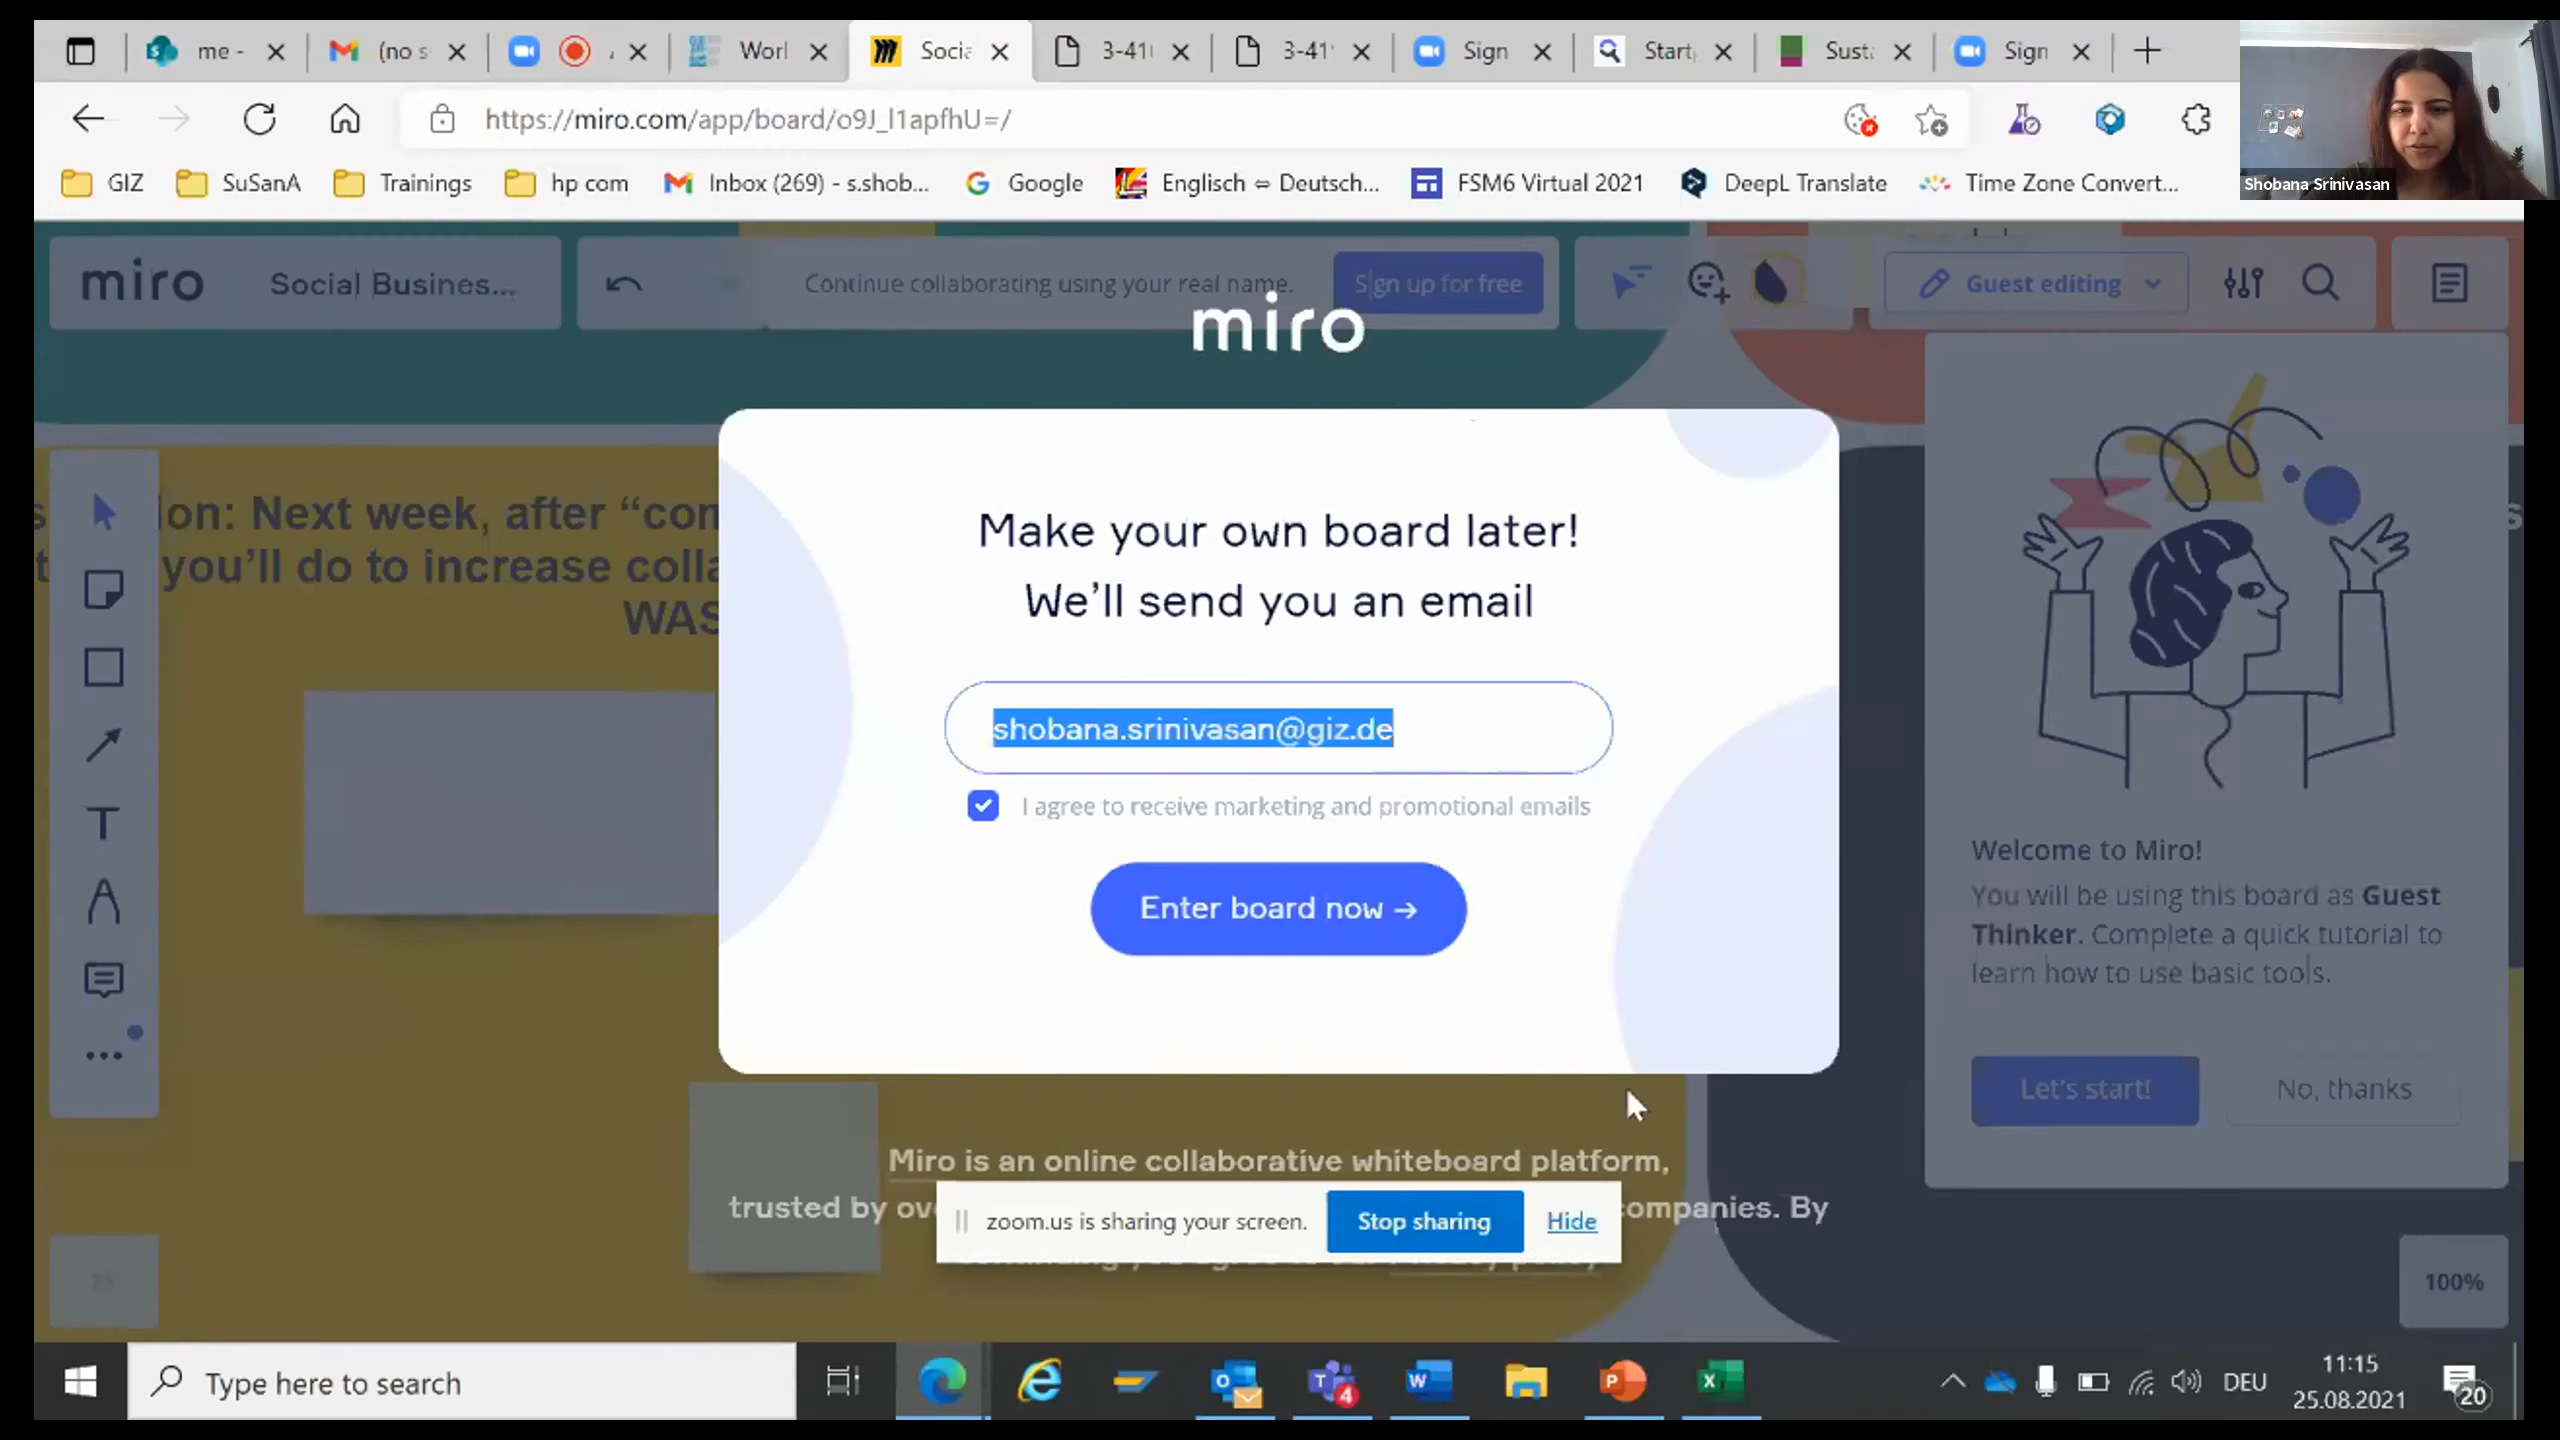 me -
(no s
Worl
Socia
3-41
3-41
Sign
Start
Sust
Sign
https://miro.com/app/board/o9J_l1apfhU=/
GIZ
SuSanA
Trainings
hp com
Inbox (269) - s.shob...
Google
Englisch ⇔ Deutsch...
FSM6 Virtual 2021
DeepL Translate
Time Zone Convert...
Shobana Srinivasan
miro
Social Busines...
Continue collaborating using your real name.
Sign up for free
Guest editing
miro
ion: Next week, after “con
you’ll do to increase colla
WAS
Make your own board later!
We’ll send you an email
shobana.srinivasan@giz.de
I agree to receive marketing and promotional emails
Enter board now →
Welcome to Miro!
You will be using this board as Guest
Thinker. Complete a quick tutorial to
learn how to use basic tools.
Let’s start!
No, thanks
Miro is an online collaborative whiteboard platform,
trusted by ov
companies. By
zoom.us is sharing your screen.
Stop sharing
Hide
100%
Type here to search
4
DEU
11:15
25.08.2021
20